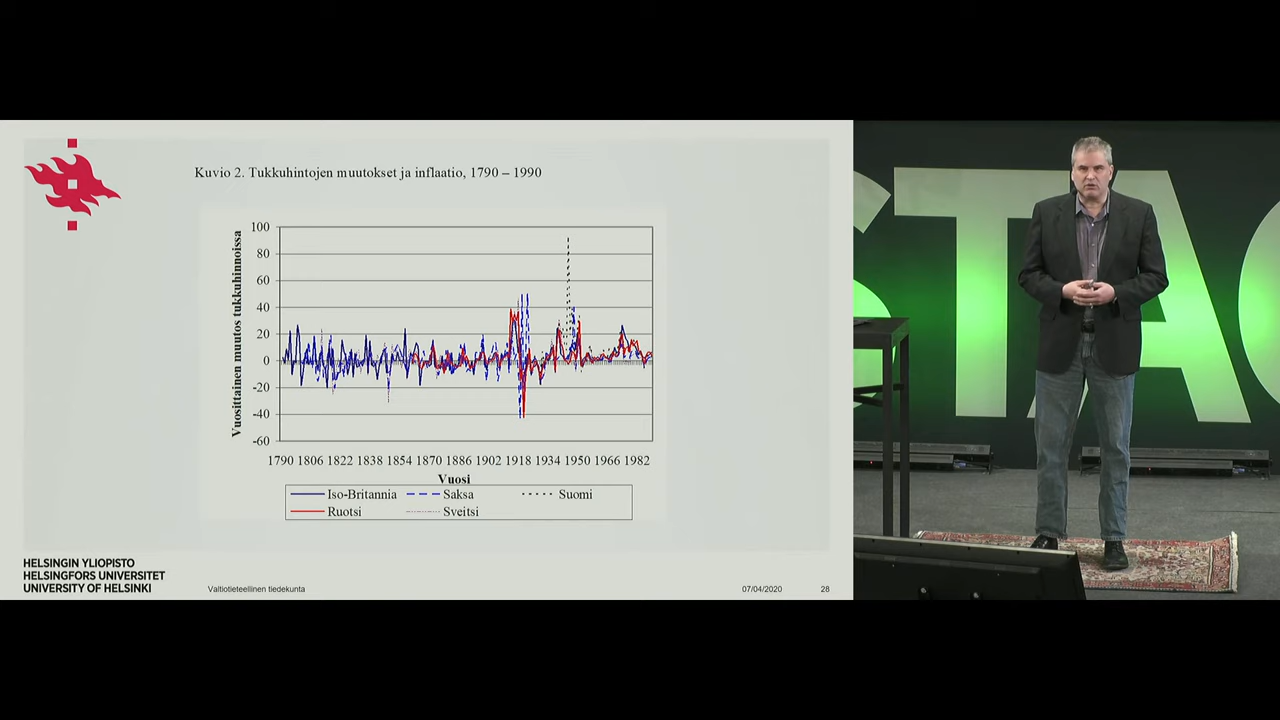 Kuvio 2. Tukkuhintojen muutokset ja inflaatio, 1790 – 1990
Vuosittainen muutos tukkuhinnoissa
100
80
60
40
20
0
-20
-40
-60
1790 1806 1822 1838 1854 1870 1886 1902 1918 1934 1950 1966 1982
Vuosi
Iso-Britannia Saksa Suomi
Ruotsi Sveitsi
HELSINGIN YLIOPISTO
HELSINGFORS UNIVERSITET
UNIVERSITY OF HELSINKI
Valtiotieteellinen tiedekunta 07/04/2020 28
STAG